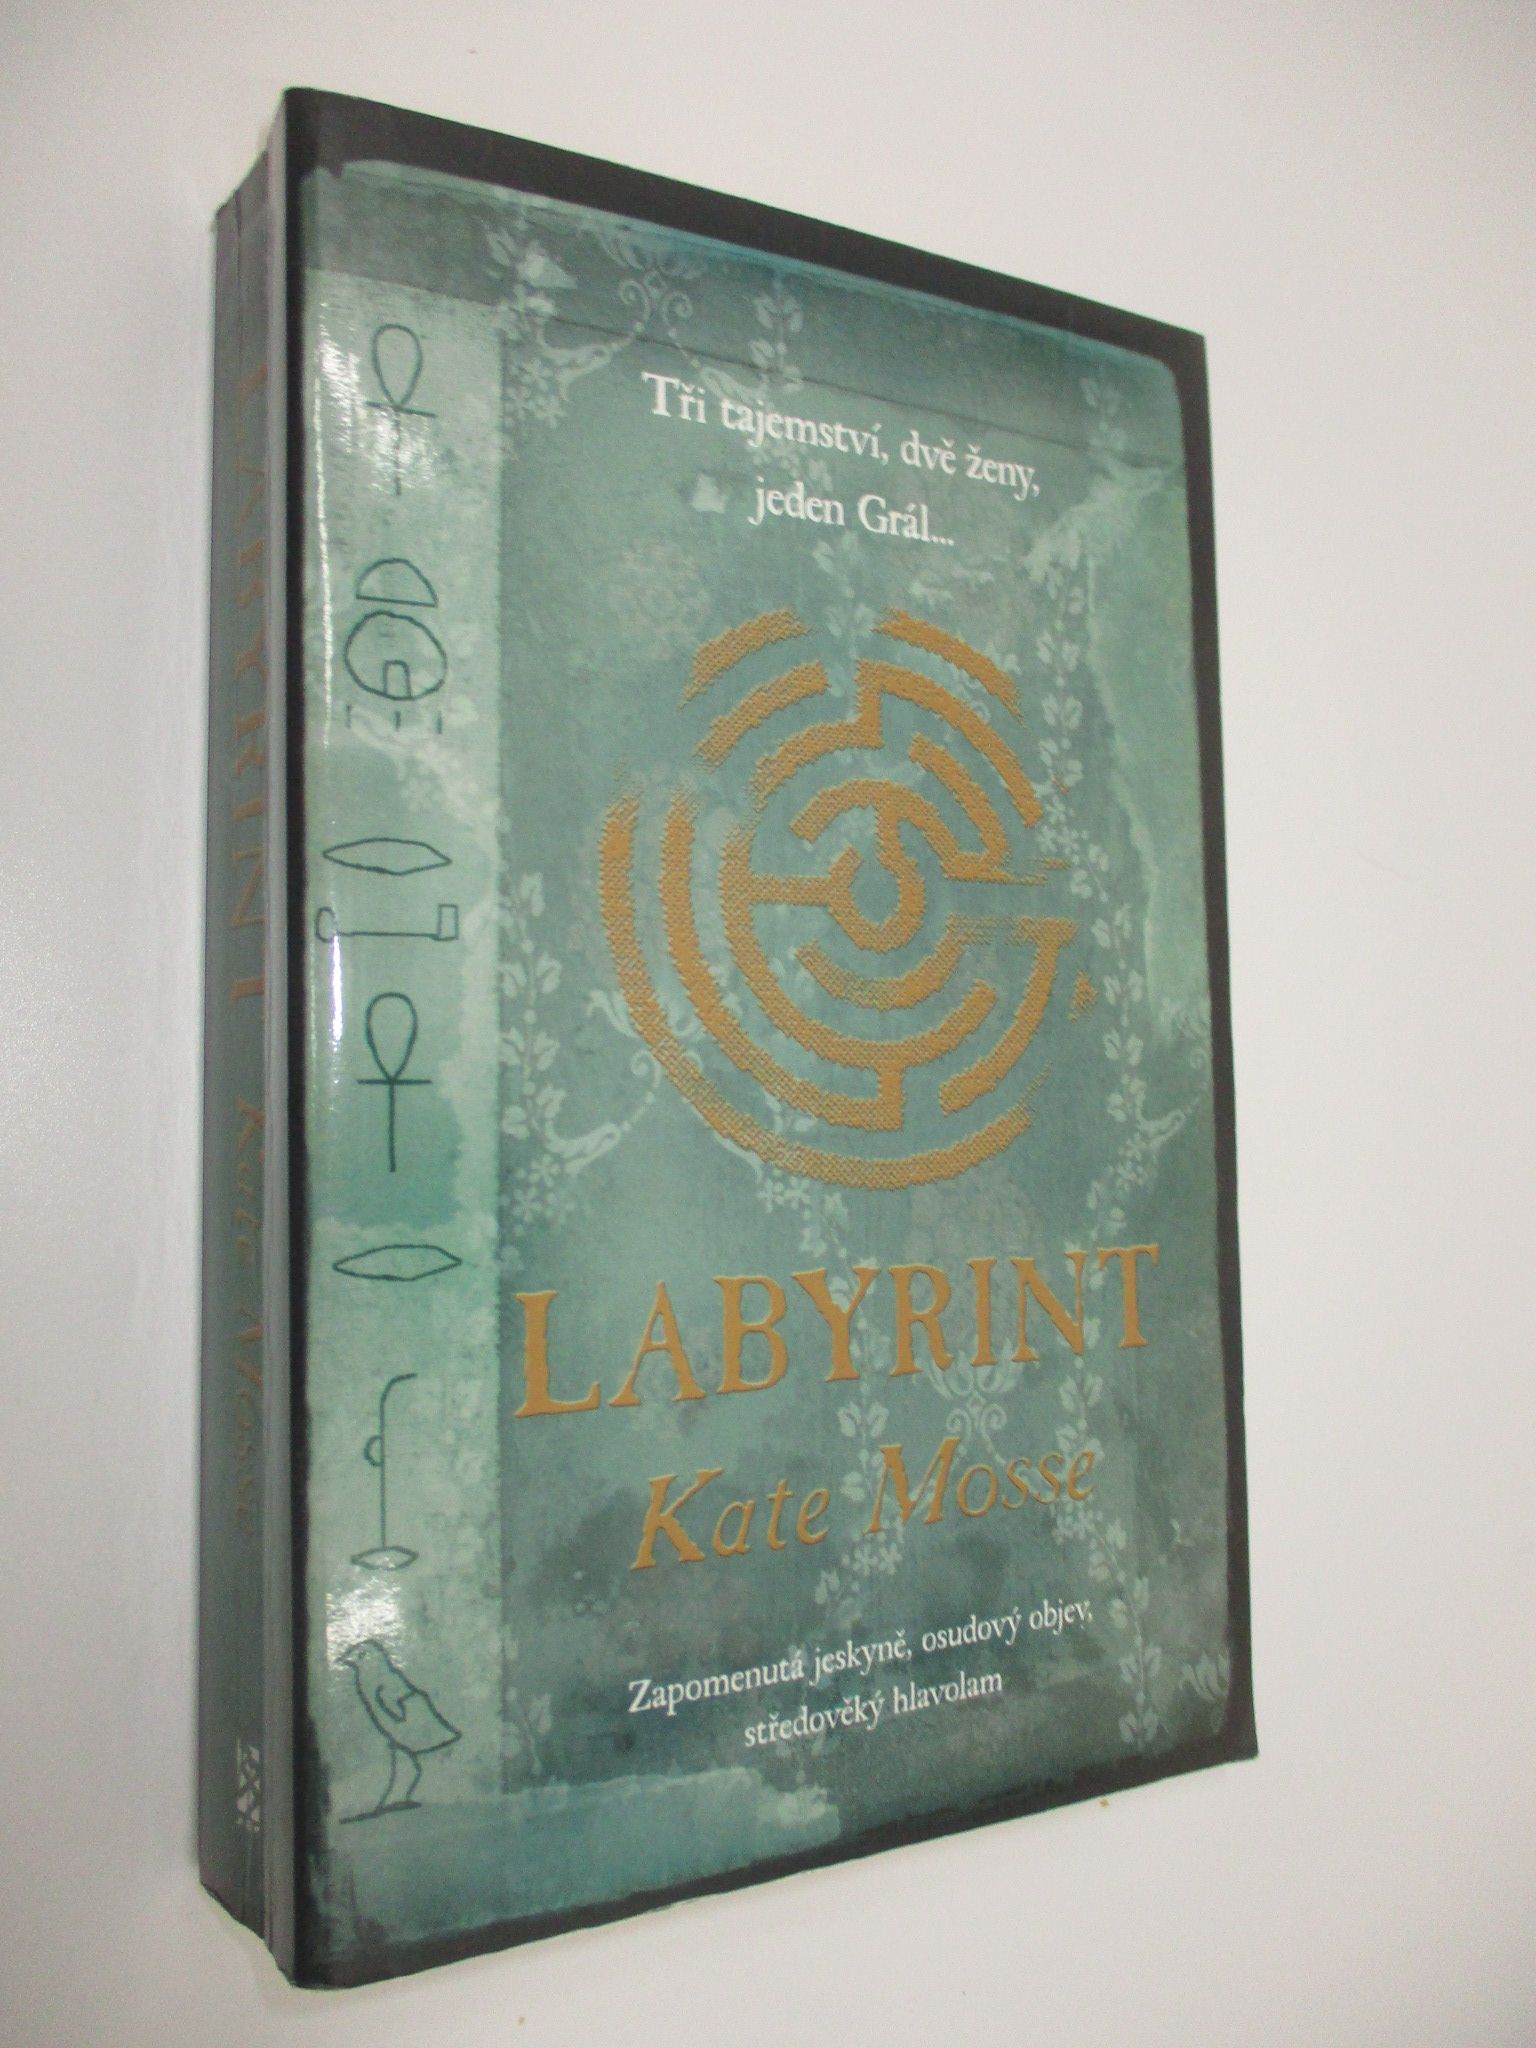 Tři tajemství, dvě ženy,
jeden Grál...
LABYRINT
Kate Mosse
Zapomenutá jeskyně, osudový objev,
středověký hlavolam
LABYRINT Kate Mosse